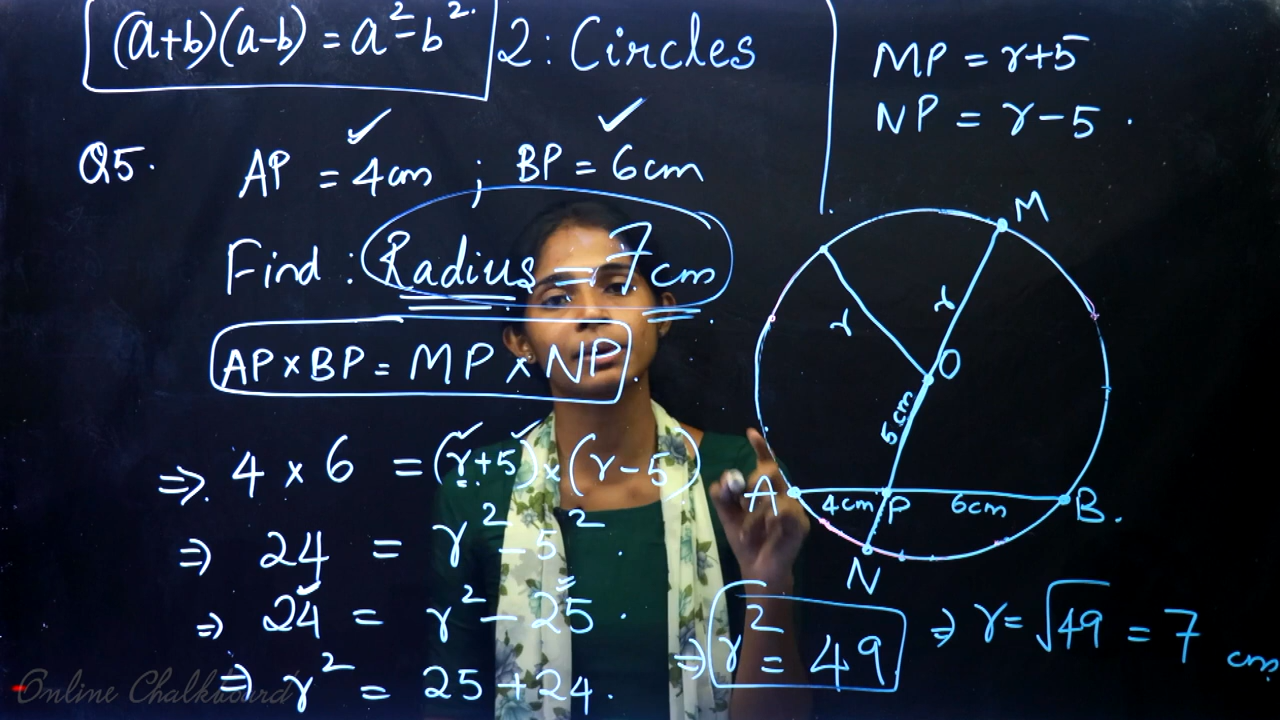 (a+b)(a-b) = a²-b².
2: Circles
MP = r+5
NP = r-5.
Q5. AP = 4cm ; BP = 6cm
Find : Radius = 7cm.
AP×BP = MP × NP.
⇒ 4 × 6 = (r+5)×(r-5)
⇒ 24 = r²-5².
⇒ 24 = r²-25.
⇒ r² = 25+24.
⇒ r² = 49
⇒ r = √49 = 7 cm.
M
r
r
O
5cm
A
4cm
P
6cm
B.
N
Online Chalkboard